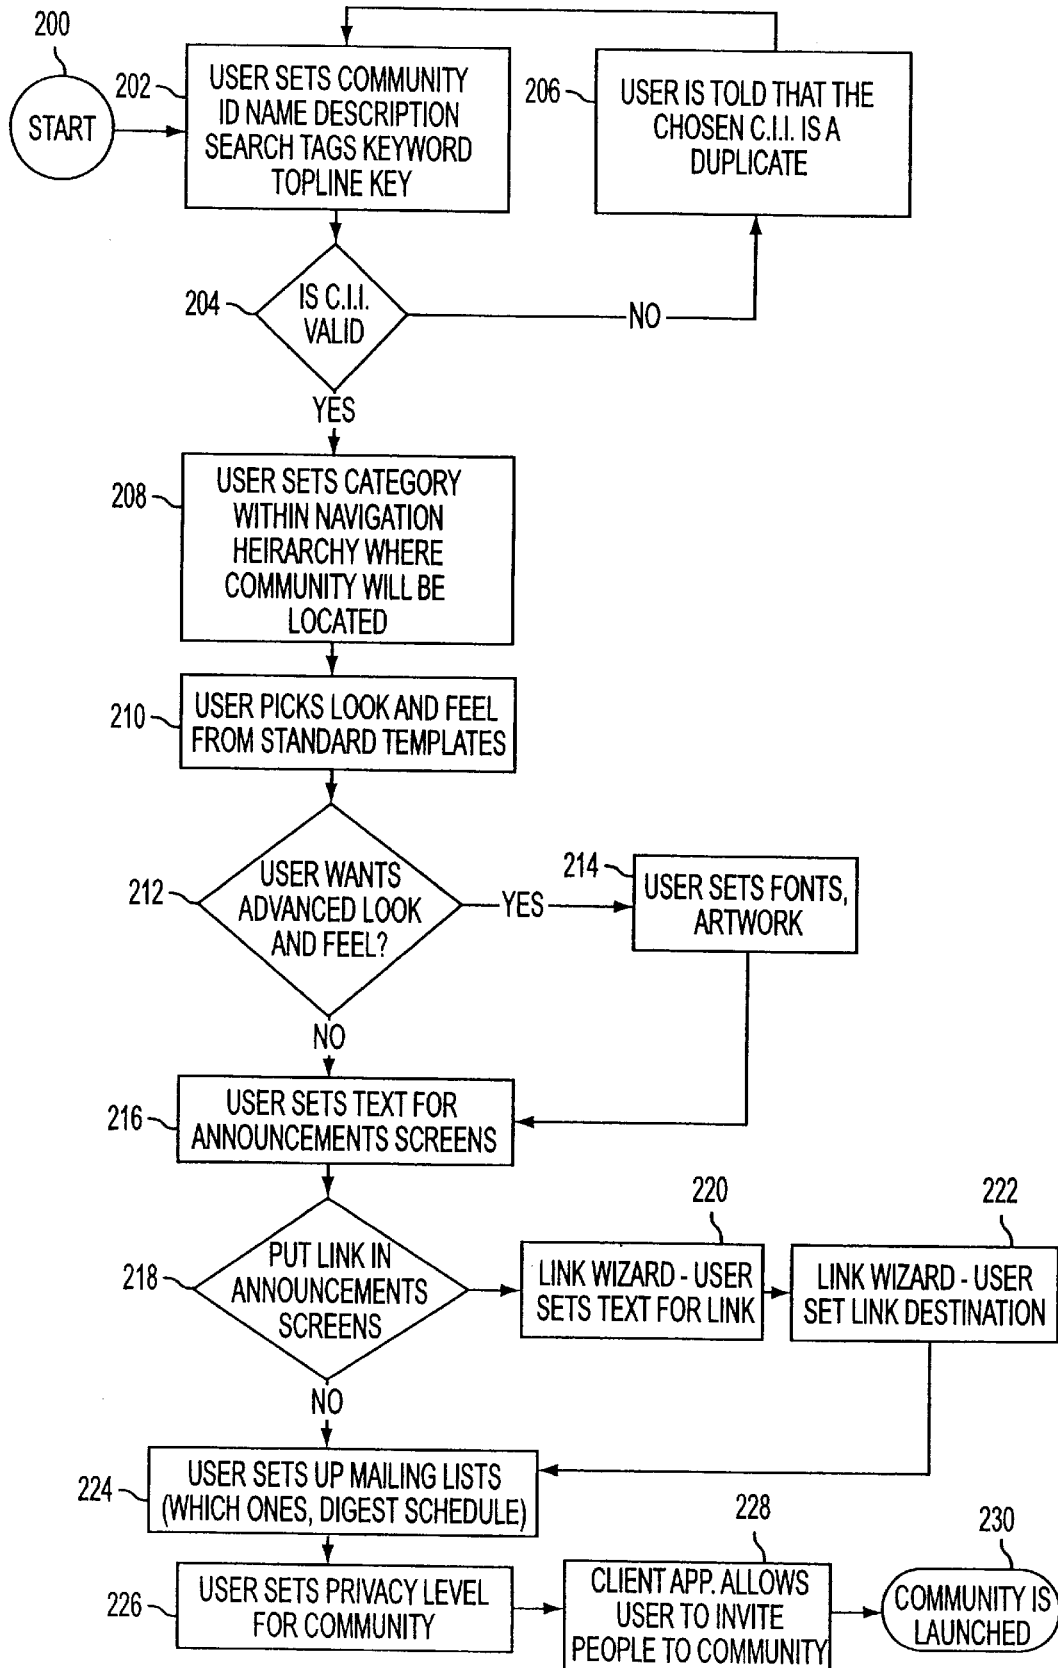 200
START
202
USER SETS COMMUNITY
ID NAME DESCRIPTION
SEARCH TAGS KEYWORD
TOPLINE KEY
206
USER IS TOLD THAT THE
CHOSEN C.I.I. IS A
DUPLICATE
204
IS C.I.I.
VALID
NO
YES
208
USER SETS CATEGORY
WITHIN NAVIGATION
HEIRARCHY WHERE
COMMUNITY WILL BE
LOCATED
210
USER PICKS LOOK AND FEEL
FROM STANDARD TEMPLATES
212
USER WANTS
ADVANCED LOOK
AND FEEL?
YES
214
USER SETS FONTS,
ARTWORK
NO
216
USER SETS TEXT FOR
ANNOUNCEMENTS SCREENS
218
PUT LINK IN
ANNOUNCEMENTS
SCREENS
220
LINK WIZARD - USER
SETS TEXT FOR LINK
222
LINK WIZARD - USER
SET LINK DESTINATION
NO
224
USER SETS UP MAILING LISTS
(WHICH ONES, DIGEST SCHEDULE)
226
USER SETS PRIVACY LEVEL
FOR COMMUNITY
228
CLIENT APP. ALLOWS
USER TO INVITE
PEOPLE TO COMMUNITY
230
COMMUNITY IS
LAUNCHED